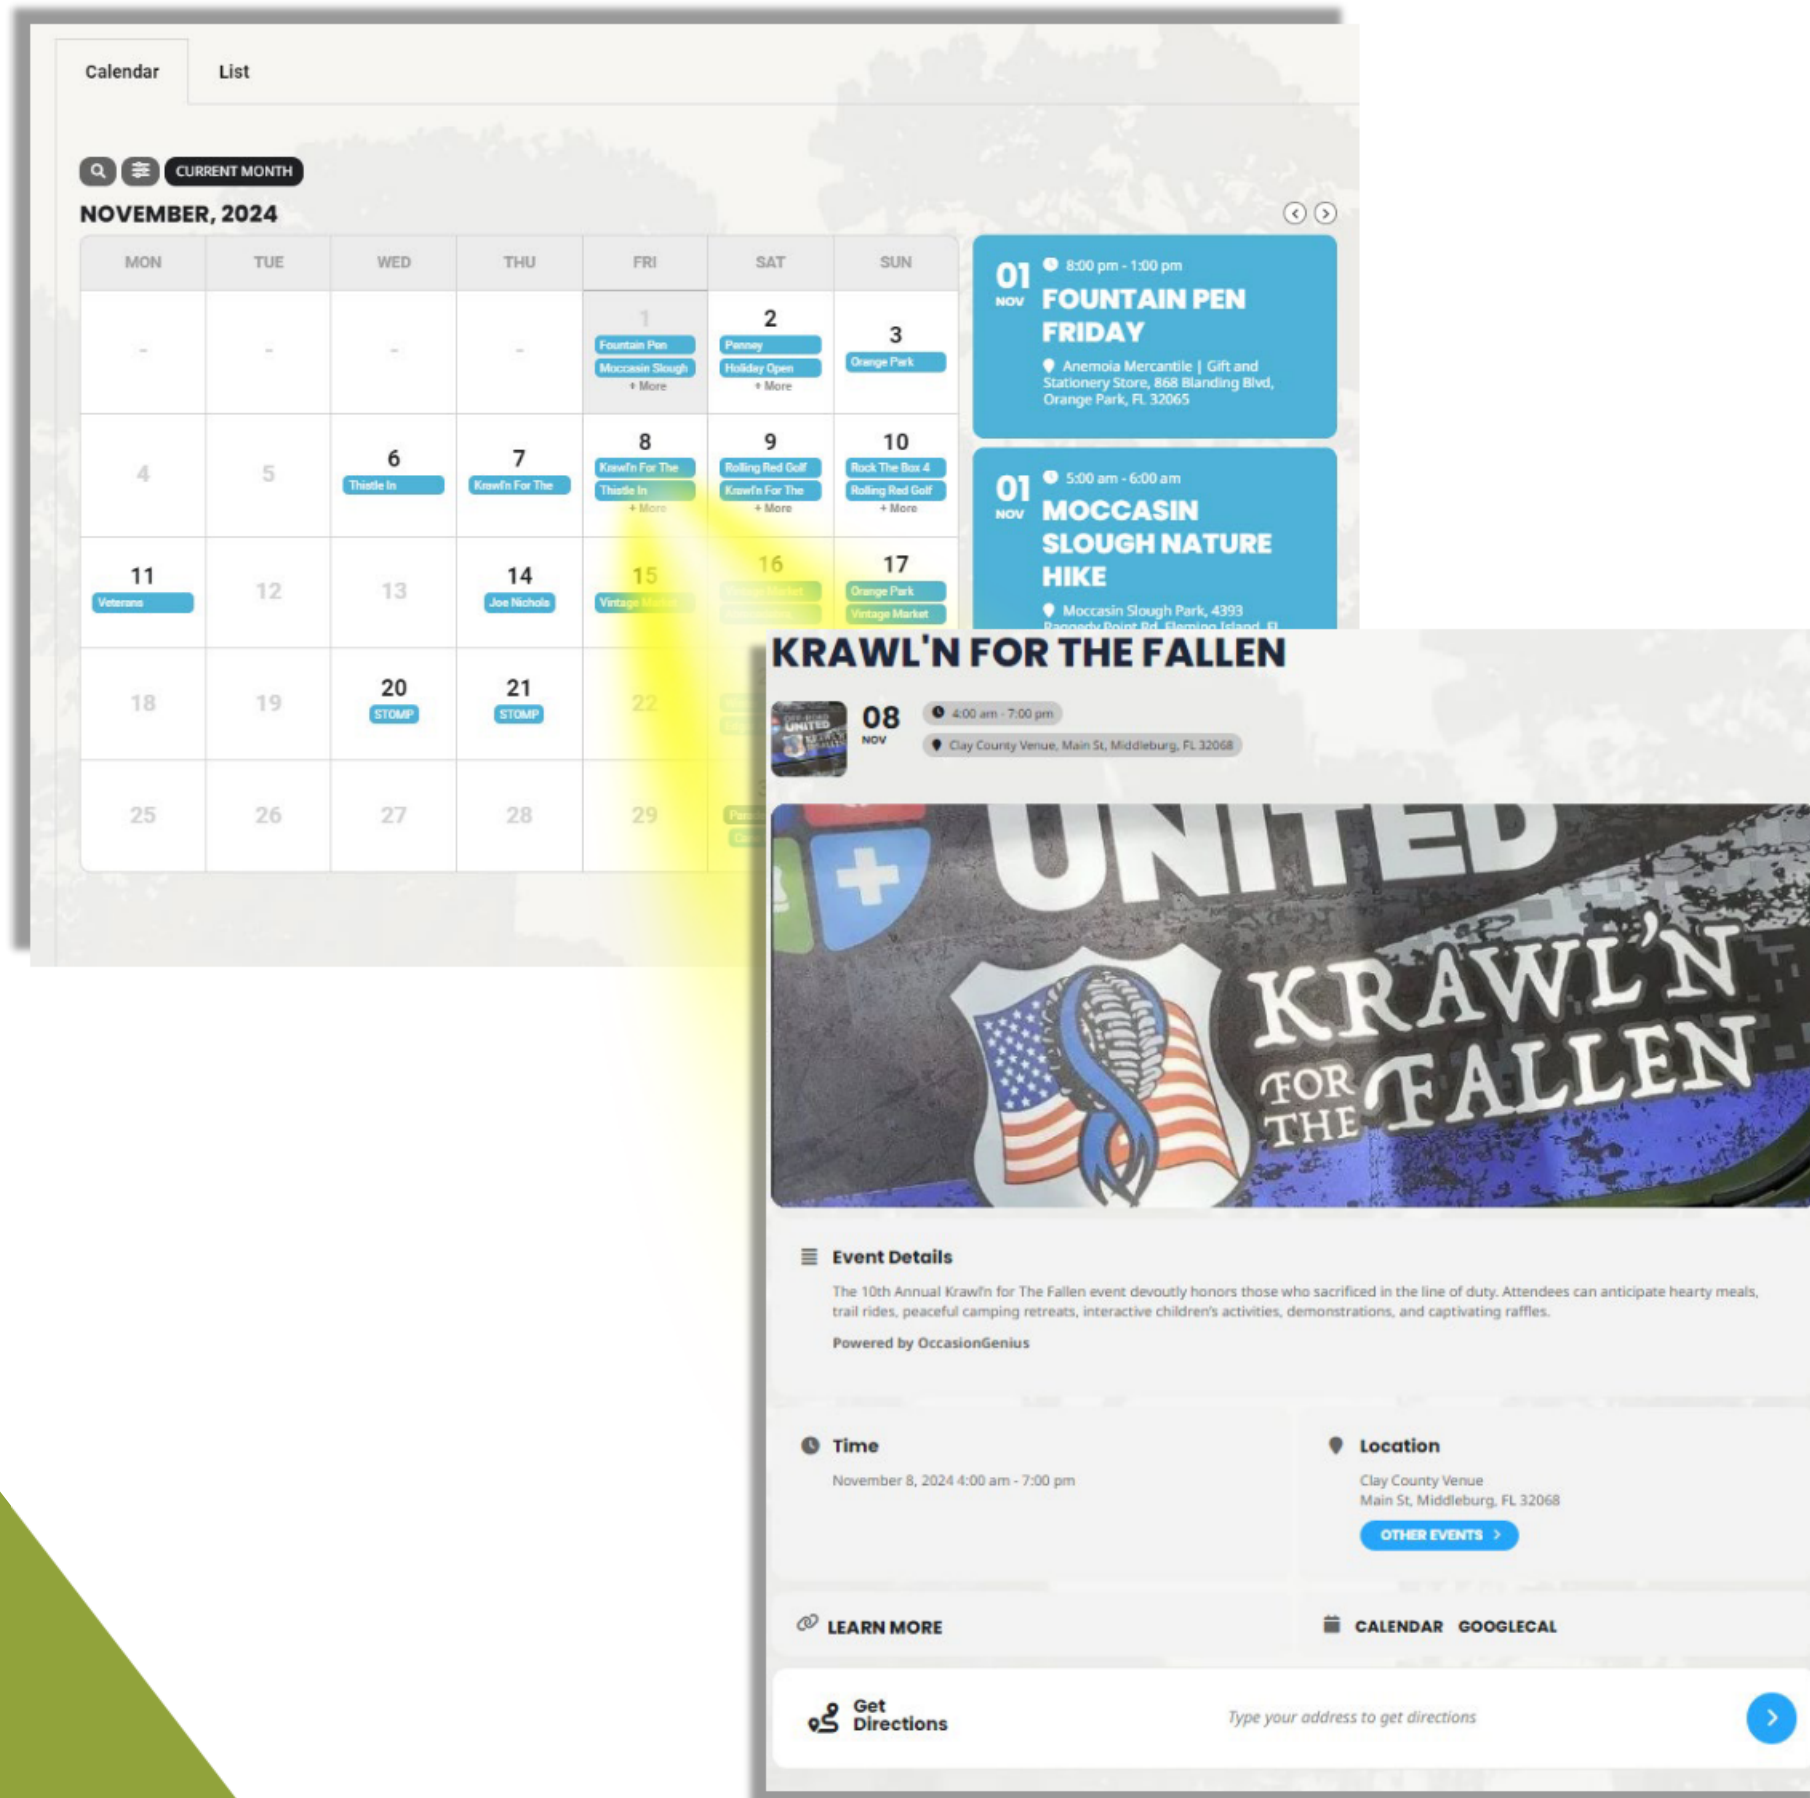 Calendar List
CURRENT MONTH
NOVEMBER, 2024
MON TUE WED THU FRI SAT SUN
- - - - 1 2 3
Fountain Pen Penney Orange Park
Moccasin Slough Holiday Open
+ More + More
4 5 6 7 8 9 10
Thistle In Krawl'n For The Krawl'n For The Rolling Red Golf Rock The Box 4
Thistle In Krawl'n For The Rolling Red Golf
+ More + More + More
11 12 13 14 15 16 17
Veterans Joe Nichols Vintage Market Vintage Market Orange Park
Vintage Market
18 19 20 21 22
STOMP STOMP
25 26 27 28 29
01
NOV
8:00 pm - 1:00 pm
FOUNTAIN PEN
FRIDAY
Anemoia Mercantile | Gift and
Stationery Store, 868 Blanding Blvd,
Orange Park, FL 32065
01
NOV
5:00 am - 6:00 am
MOCCASIN
SLOUGH NATURE
HIKE
Moccasin Slough Park, 4393
Raggedy Point Rd, Fleming Island, FL
KRAWL'N FOR THE FALLEN
08
NOV
4:00 am - 7:00 pm
Clay County Venue, Main St, Middleburg, FL 32068
UNITED
KRAWL'N
FOR THE FALLEN
Event Details
The 10th Annual Krawl'n for The Fallen event devoutly honors those who sacrificed in the line of duty. Attendees can anticipate hearty meals,
trail rides, peaceful camping retreats, interactive children's activities, demonstrations, and captivating raffles.
Powered by OccasionGenius
Time
November 8, 2024 4:00 am - 7:00 pm
Location
Clay County Venue
Main St, Middleburg, FL 32068
OTHER EVENTS
LEARN MORE
CALENDAR GOOGLECAL
Get
Directions
Type your address to get directions